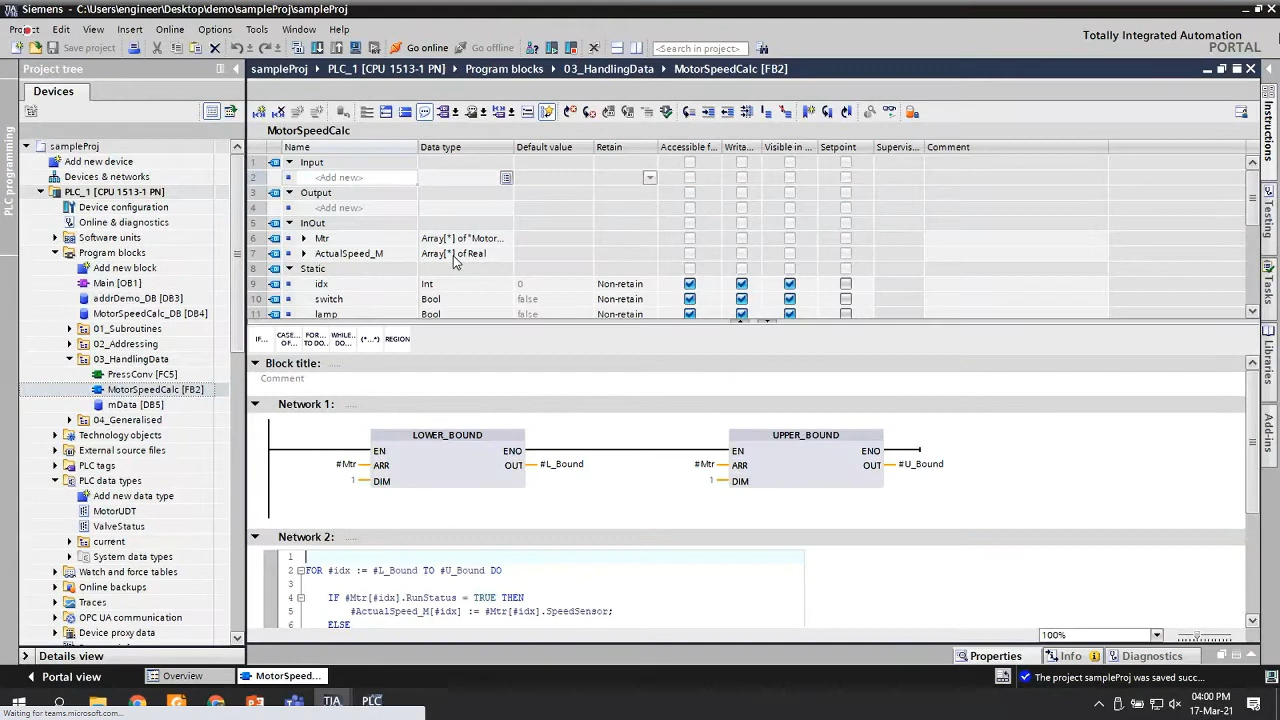 Siemens - C:\Users\engineer\Desktop\demo\sampleProj\sampleProj
Project Edit View Insert Online Options Tools Window Help
Totally Integrated Automation
PORTAL
Save project
Go online
Go offline
<Search in project>
Project tree
sampleProj PLC_1 [CPU 1513-1 PN] Program blocks 03_HandlingData MotorSpeedCalc [FB2]
Devices
PLC programming
sampleProj
Add new device
Devices & networks
PLC_1 [CPU 1513-1 PN]
Device configuration
Online & diagnostics
Software units
Program blocks
Add new block
Main [OB1]
addrDemo_DB [DB3]
MotorSpeedCalc_DB [DB4]
01_Subroutines
02_Addressing
03_HandlingData
PressConv [FC5]
MotorSpeedCalc [FB2]
mData [DB5]
04_Generalised
Technology objects
External source files
PLC tags
PLC data types
Add new data type
MotorUDT
ValveStatus
current
System data types
Watch and force tables
Online backups
Traces
OPC UA communication
Device proxy data
Details view
MotorSpeedCalc
Name Data type Default value Retain Accessible f... Writa... Visible in ... Setpoint Supervis... Comment
1 Input
2 <Add new>
3 Output
4 <Add new>
5 InOut
6 Mtr Array[*] of "Motor...
7 ActualSpeed_M Array[*] of Real
8 Static
9 idx Int 0 Non-retain
10 switch Bool false Non-retain
11 lamp Bool false Non-retain
IF... CASE... OF... FOR... TO DO... WHILE... DO... (*...*) REGION
Block title: .....
Comment
Network 1: .....
LOWER_BOUND
EN ENO
#Mtr ARR OUT #L_Bound
1 DIM
UPPER_BOUND
EN ENO
#Mtr ARR OUT #U_Bound
1 DIM
Network 2: .....
1
2 FOR #idx := #L_Bound TO #U_Bound DO
3
4 IF #Mtr[#idx].RunStatus = TRUE THEN
5 #ActualSpeed_M[#idx] := #Mtr[#idx].SpeedSensor;
6 ELSE
100%
Properties Info Diagnostics
Instructions
Testing
Tasks
Libraries
Add-ins
Portal view Overview MotorSpeed... The project sampleProj was saved succ...
Waiting for teams.microsoft.com...
04:00 PM
17-Mar-21